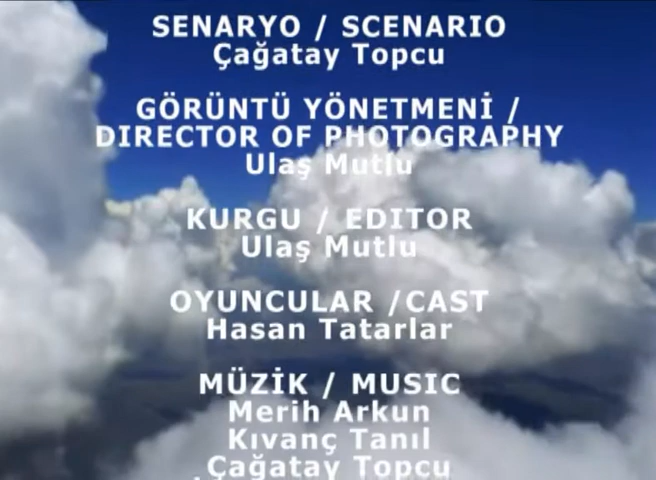 SENARYO / SCENARIO
Çağatay Topcu
GÖRÜNTÜ YÖNETMENİ /
DIRECTOR OF PHOTOGRAPHY
Ulaş Mutlu
KURGU / EDITOR
Ulaş Mutlu
OYUNCULAR /CAST
Hasan Tatarlar
MÜZİK / MUSIC
Merih Arkun
Kıvanç Tanıl
Çağatay Topcu